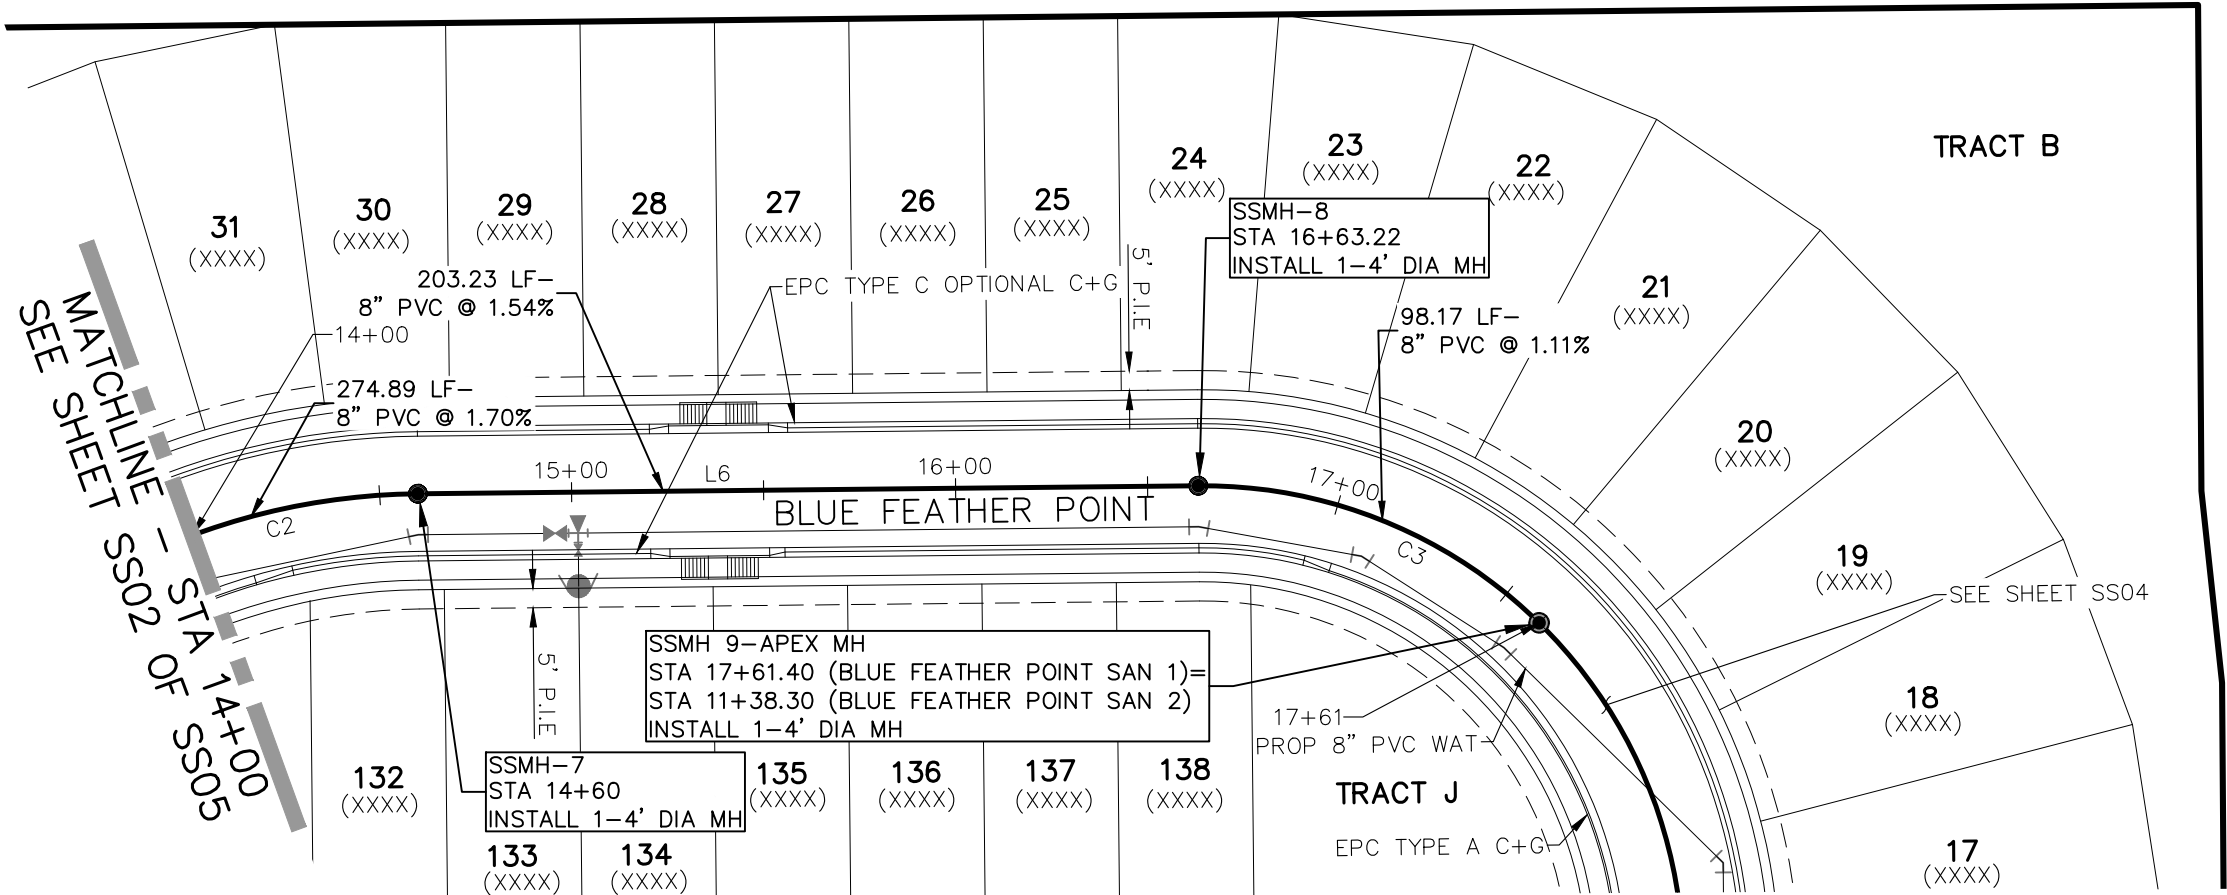 TRACT B
31
(XXXX)
30
(XXXX)
29
(XXXX)
28
(XXXX)
27
(XXXX)
26
(XXXX)
25
(XXXX)
24
(XXXX)
23
(XXXX)
22
(XXXX)
21
(XXXX)
20
(XXXX)
19
(XXXX)
18
(XXXX)
17
(XXXX)
SSMH-8
STA 16+63.22
INSTALL 1-4' DIA MH
203.23 LF-
8" PVC @ 1.54%
EPC TYPE C OPTIONAL C+G
5' P.I.E
98.17 LF-
8" PVC @ 1.11%
14+00
274.89 LF-
8" PVC @ 1.70%
MATCHLINE - STA 14+00
SEE SHEET SS02 OF SS05
C2
15+00
L6
16+00
17+00
BLUE FEATHER POINT
C3
SEE SHEET SS04
SSMH 9-APEX MH
STA 17+61.40 (BLUE FEATHER POINT SAN 1)=
STA 11+38.30 (BLUE FEATHER POINT SAN 2)
INSTALL 1-4' DIA MH
5' P.I.E
17+61
PROP 8" PVC WAT
SSMH-7
STA 14+60
INSTALL 1-4' DIA MH
132
(XXXX)
133
(XXXX)
134
(XXXX)
135
(XXXX)
136
(XXXX)
137
(XXXX)
138
(XXXX)
TRACT J
EPC TYPE A C+G